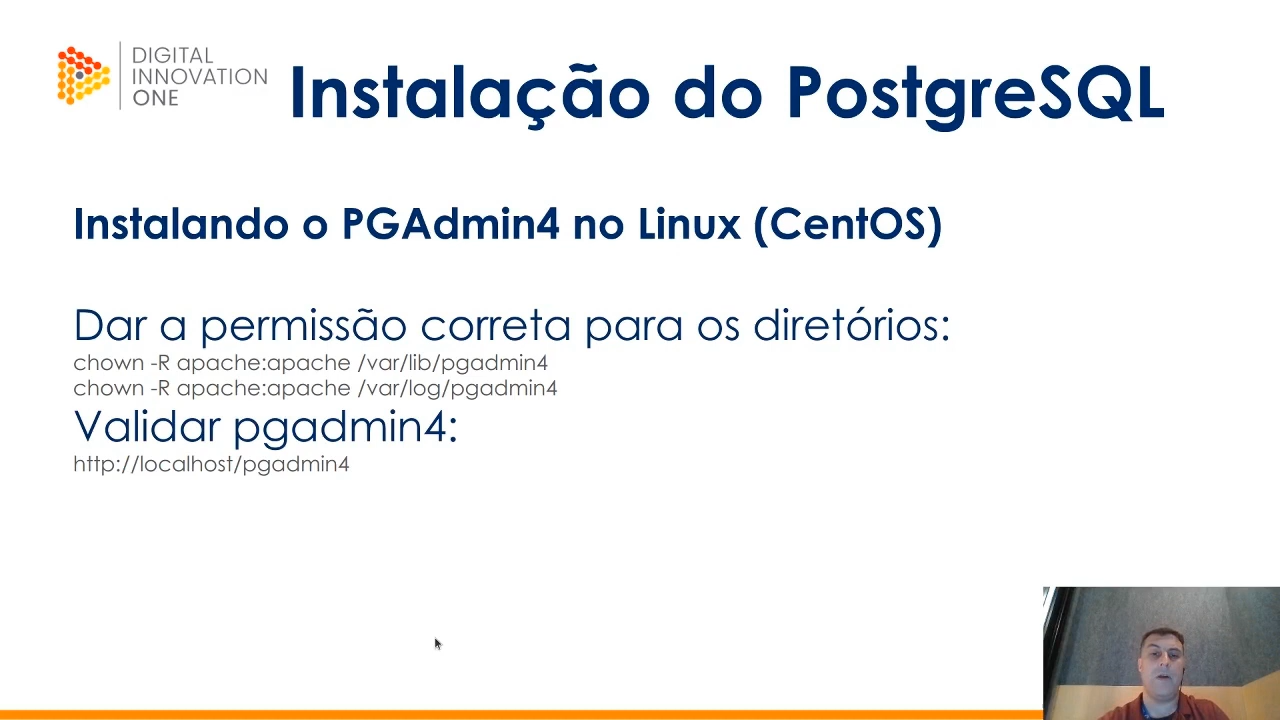 DIGITAL
INNOVATION
ONE
Instalação do PostgreSQL
Instalando o PGAdmin4 no Linux (CentOS)
Dar a permissão correta para os diretórios:
chown -R apache:apache /var/lib/pgadmin4
chown -R apache:apache /var/log/pgadmin4
Validar pgadmin4:
http://localhost/pgadmin4